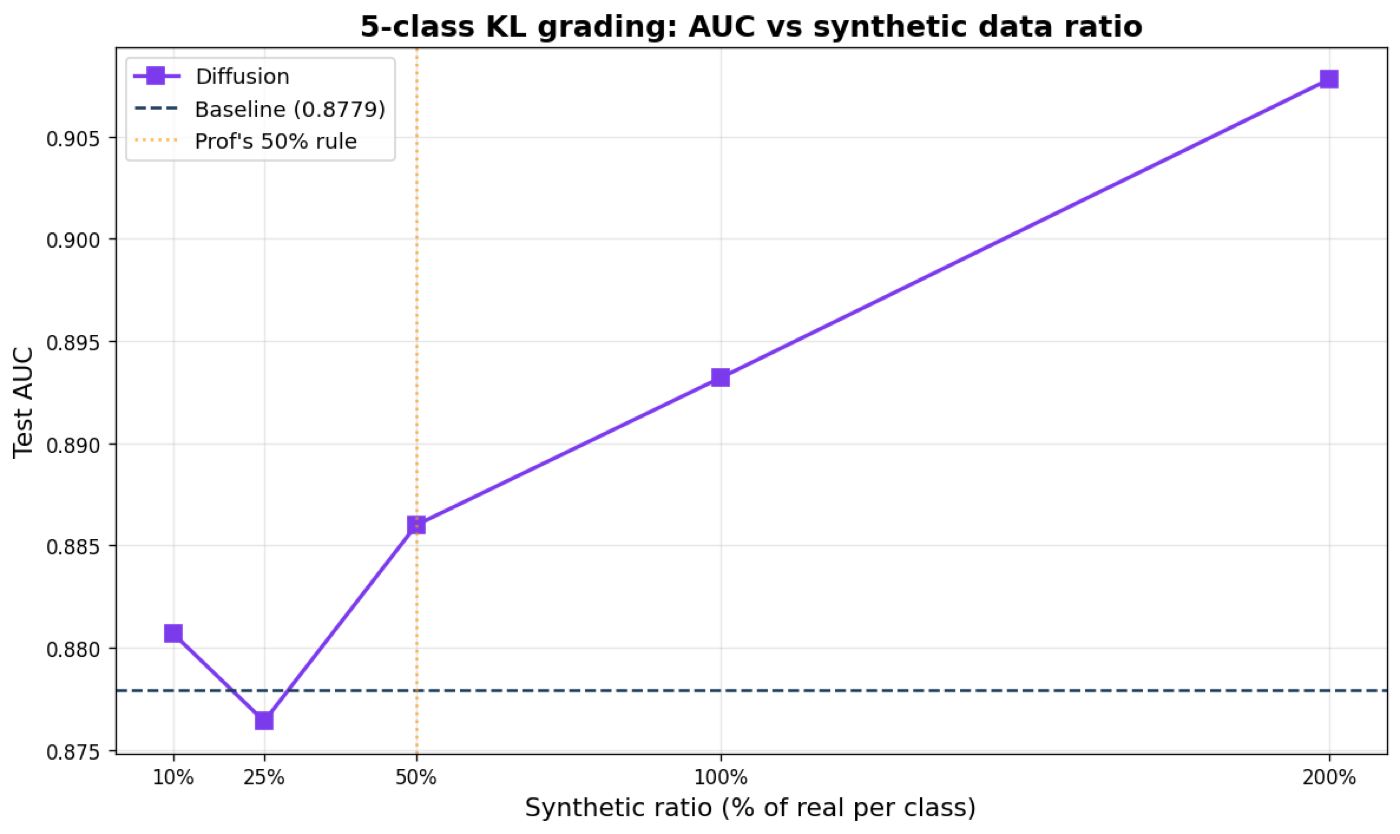 5-class KL grading: AUC vs synthetic data ratio
Diffusion
Baseline (0.8779)
Prof's 50% rule
Test AUC
0.905
0.900
0.895
0.890
0.885
0.880
0.875
10%
25%
50%
100%
200%
Synthetic ratio (% of real per class)